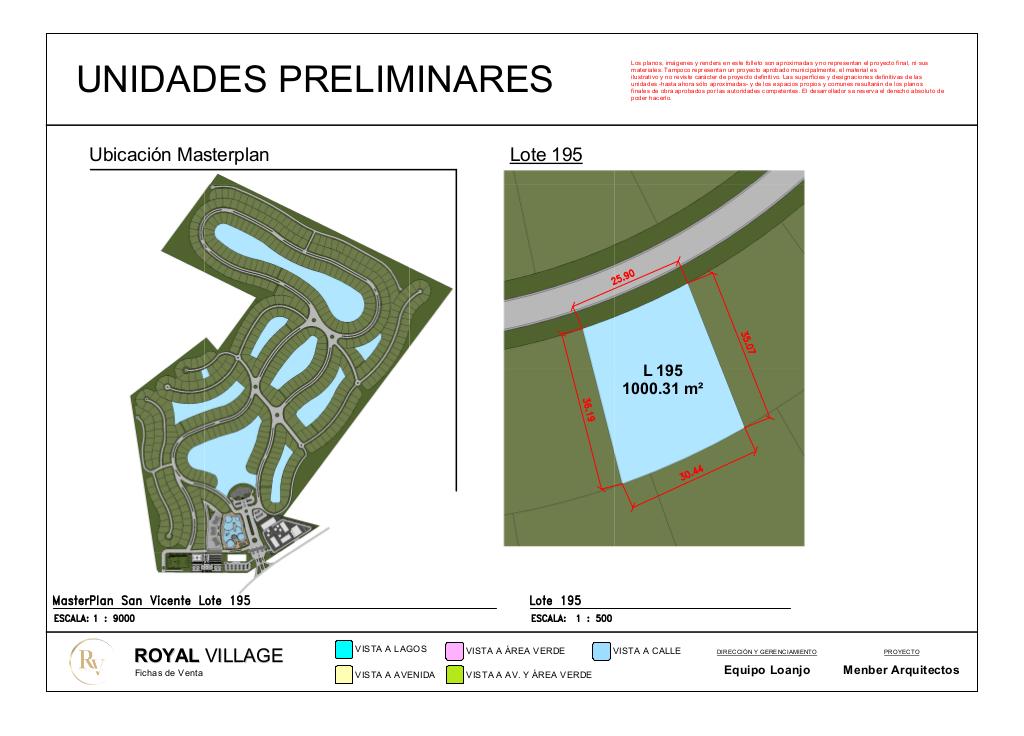 UNIDADES PRELIMINARES
Los planos, imágenes y renders en este folleto son aproximadas y no representan el proyecto final, ni sus
materiales. Tampoco representan un proyecto aprobado municipalmente, el material es
ilustrativo y no reviste carácter de proyecto definitivo. Las superficies y designaciones definitivas de las
unidades -hasta ahora sólo aproximadas- y de los espacios propios y comunes resultarán de los planos
finales de obra aprobados por las autoridades competentes. El desarrollador se reserva el derecho absoluto de
poder hacerlo.
Ubicación Masterplan
Lote 195
25.90
35.07
L 195
1000.31 m²
36.19
30.44
MasterPlan San Vicente Lote 195
ESCALA: 1 : 9000
Lote 195
ESCALA: 1 : 500
RV
ROYAL VILLAGE
Fichas de Venta
VISTA A LAGOS
VISTA A ÁREA VERDE
VISTA A CALLE
VISTA A AVENIDA
VISTA A AV. Y ÁREA VERDE
DIRECCIÓN Y GERENCIAMIENTO
Equipo Loanjo
PROYECTO
Menber Arquitectos